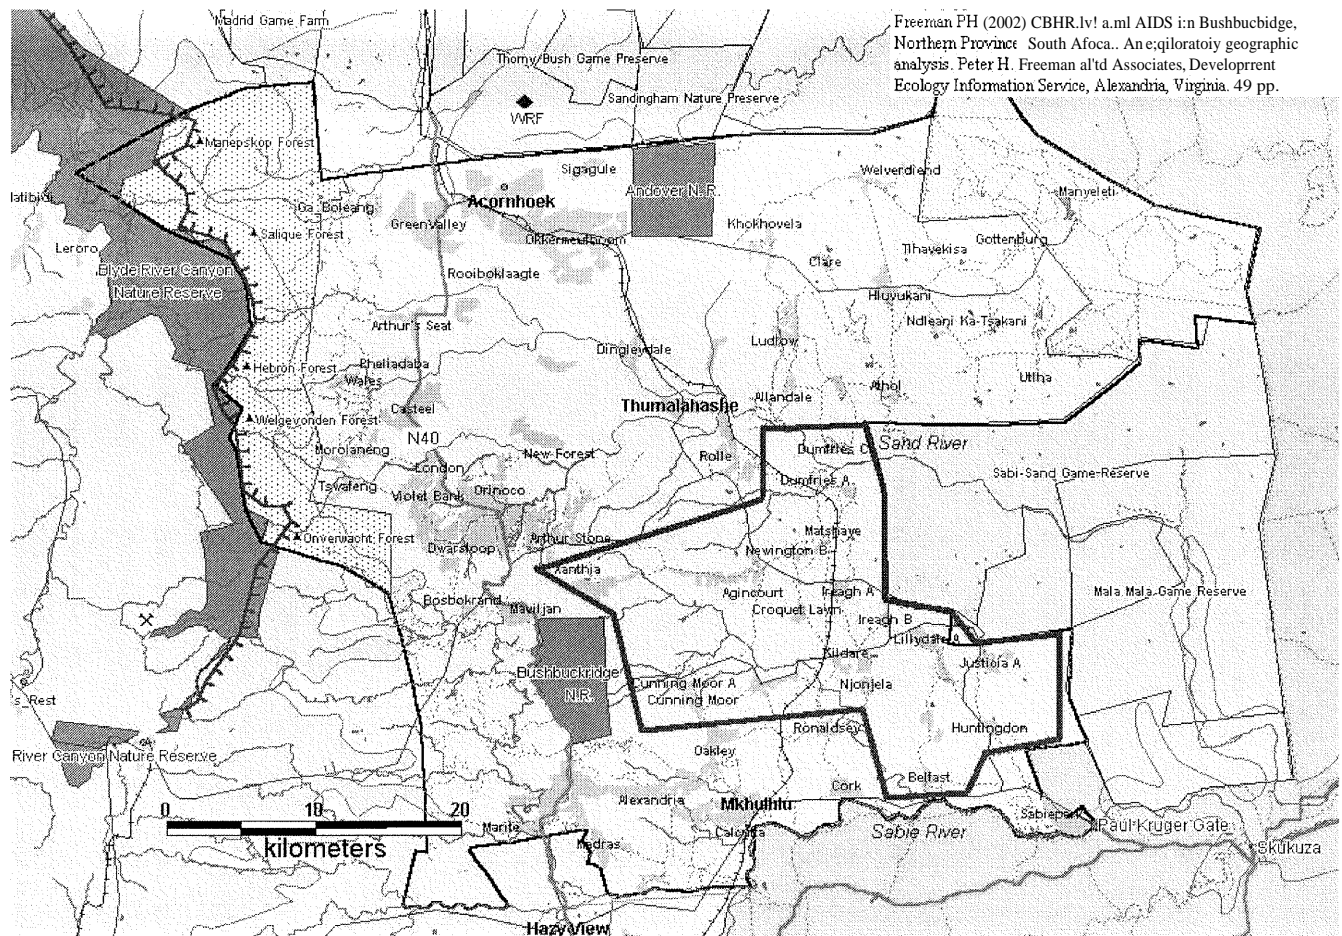 Freeman PH (2002) CBHR.lv! a.ml AIDS i:n Bushbucbidge,
Northern Province South Afoca.. An e;qiloratoiy geographic
analysis. Peter H. Freeman al'td Associates, Developrrent
Ecology Information Service, Alexandria, Virginia. 49 pp.
Madrid Game Farm
Thorny Bush Game Preserve
Sandingham Nature Preserve
WRF
Mariepskop Forest
Sigagule
Welverdiend
Andover N.R.
Manyeleti
Acornhoek
Ga Boleang
Green Valley
Khokhovela
Salique Forest
Okkerneutboom
Tlhavekisa
Gottenburg
Leroro
Clare
Blyde River Canyon
Nature Reserve
Rooiboklaagte
Hluvukani
Arthur's Seat
Ndleani Ka-Tsakani
Ludlow
Dingleydale
Hebron Forest
Phelladaba
Wales
Utlha
Athol
Allandale
Casteel
Thumalahashe
Welgevonden Forest
N40
Sand River
Morolaneng
Dumfries C
New Forest
Rolle
London
Sabi-Sand Game Reserve
Tswafeng
Orinoco
Dumfries A
Violet Bank
Matshaye
Onverwacht Forest
Arthur Stone
Dwarsloop
Newington B
Xanthia
Agincourt
Ireagh A
Mala Mala Game Reserve
Bosbokrand
Maviljan
Croquet Lawn
Ireagh B
Lillydale A
Kildare
Justicia A
Bushbuckridge
N.R.
Cunning Moor A
Njonjela
Cunning Moor
s Rest
Ronaldsey
Huntingdon
River Canyon Nature Reserve
Oakley
Belfast
Cork
0 10 20
Alexandria
Mkhulhlu
Sabiepark
Marite
Calcutta
Sabie River
Paul Kruger Gate
kilometers
Madras
Skukuza
Hazyview